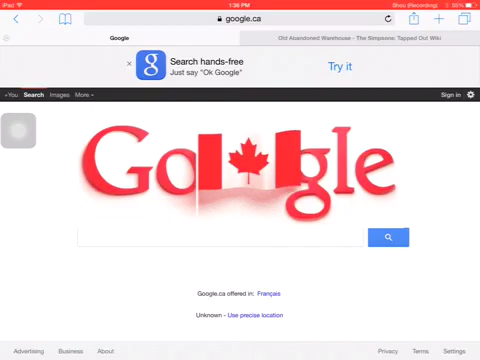 iPad
1:36 PM
Shou (Recording)
55%
google.ca
Google
Old Abandoned Warehouse - The Simpsons: Tapped Out Wiki
Search hands-free
Just say "Ok Google"
Try it
+You Search Images More
Sign in
Google
Google.ca offered in: Français
Unknown - Use precise location
Advertising Business About
Privacy Terms Settings